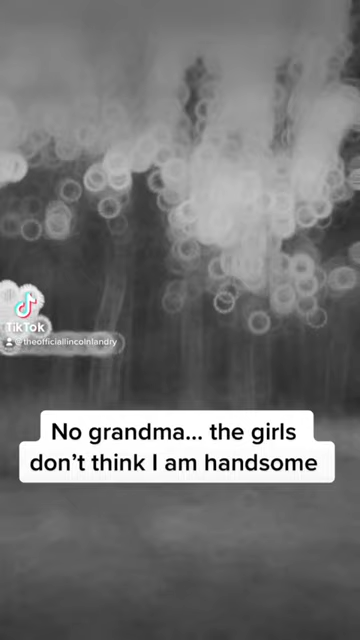 TikTok
@theofficiallincolnlandry
No grandma... the girls
don't think I am handsome